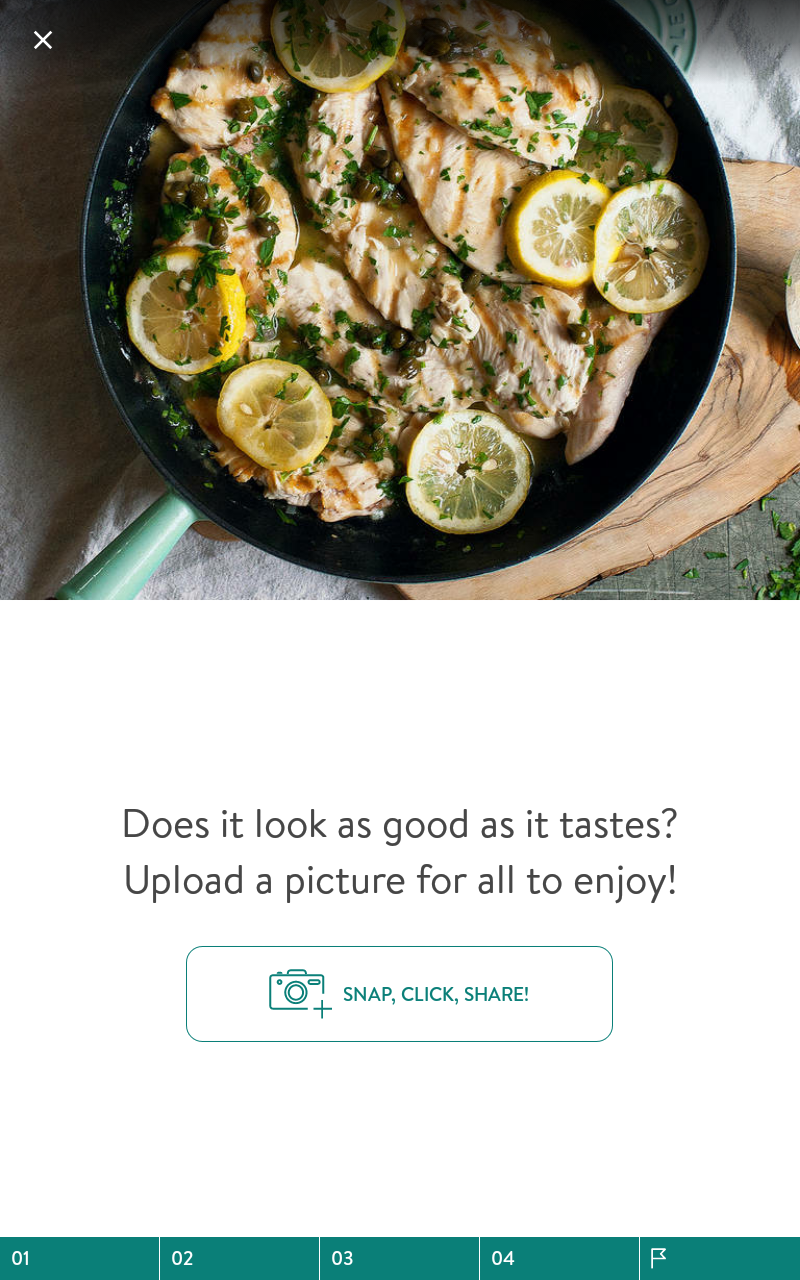 Does it look as good as it tastes?
Upload a picture for all to enjoy!
SNAP, CLICK, SHARE!
01
02
03
04